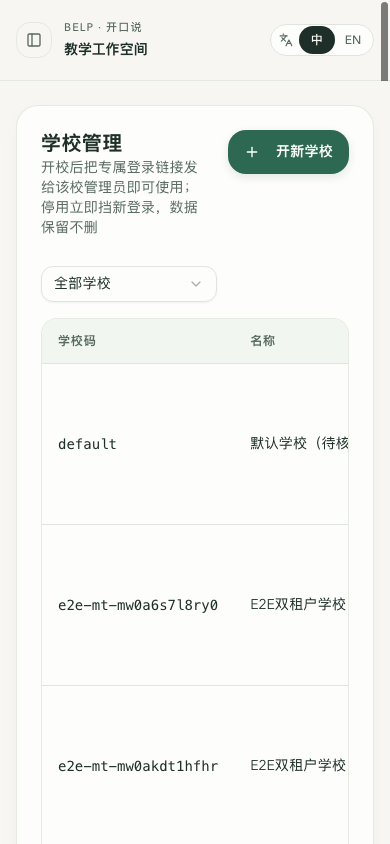 BELP · 开口说
教学工作空间
中
EN
学校管理
开校后把专属登录链接发
给该校管理员即可使用；
停用立即挡新登录，数据
保留不删
+ 开新学校
全部学校
学校码 名称
default 默认学校（待核
e2e-mt-mw0a6s7l8ry0 E2E双租户学校
e2e-mt-mw0akdt1hfhr E2E双租户学校